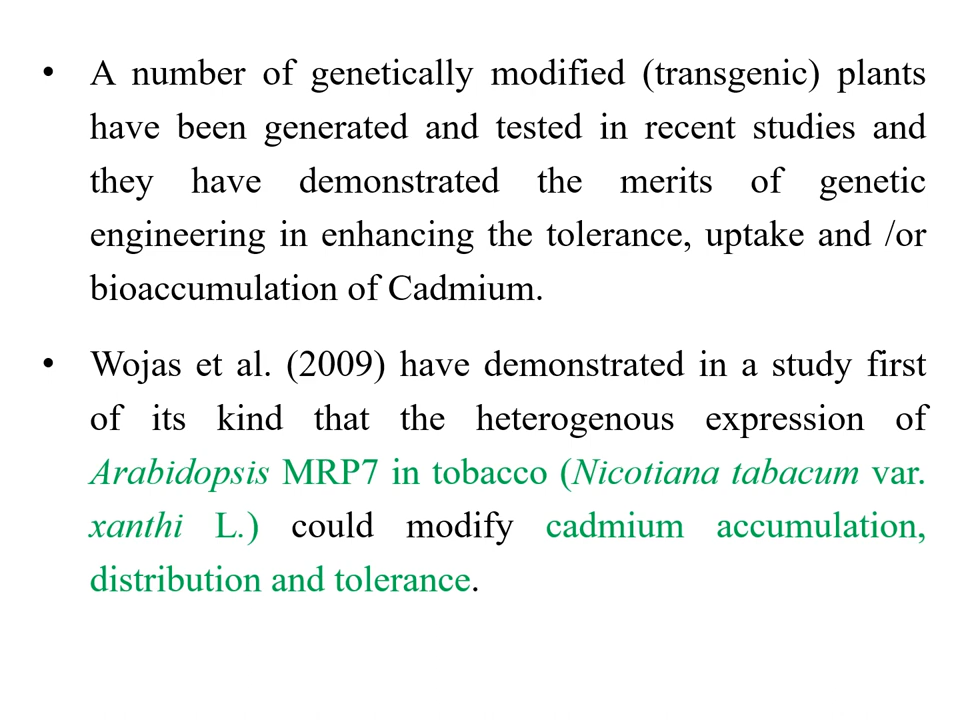 • A number of genetically modified (transgenic) plants
have been generated and tested in recent studies and
they have demonstrated the merits of genetic
engineering in enhancing the tolerance, uptake and /or
bioaccumulation of Cadmium.
• Wojas et al. (2009) have demonstrated in a study first
of its kind that the heterogenous expression of
Arabidopsis MRP7 in tobacco (Nicotiana tabacum var.
xanthi L.) could modify cadmium accumulation,
distribution and tolerance.